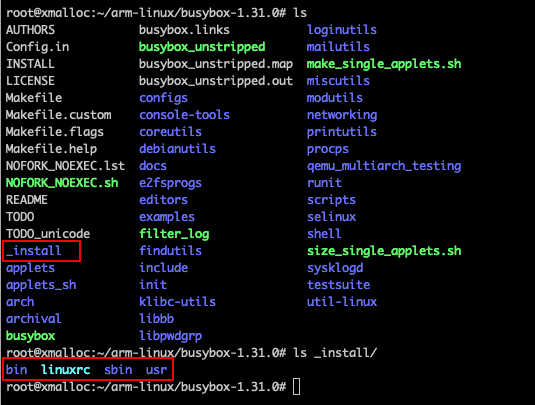 root@xmalloc:~/arm-linux/busybox-1.31.0# ls
AUTHORS busybox.links loginutils
Config.in busybox_unstripped mailutils
INSTALL busybox_unstripped.map make_single_applets.sh
LICENSE busybox_unstripped.out miscutils
Makefile configs modutils
Makefile.custom console-tools networking
Makefile.flags coreutils printutils
Makefile.help debianutils procps
NOFORK_NOEXEC.lst docs qemu_multiarch_testing
NOFORK_NOEXEC.sh e2fsprogs runit
README editors scripts
TODO examples selinux
TODO_unicode filter_log shell
_install findutils size_single_applets.sh
applets include sysklogd
applets_sh init testsuite
arch klibc-utils util-linux
archival libbb
busybox libpwdgrp
root@xmalloc:~/arm-linux/busybox-1.31.0# ls _install/
bin linuxrc sbin usr
root@xmalloc:~/arm-linux/busybox-1.31.0#